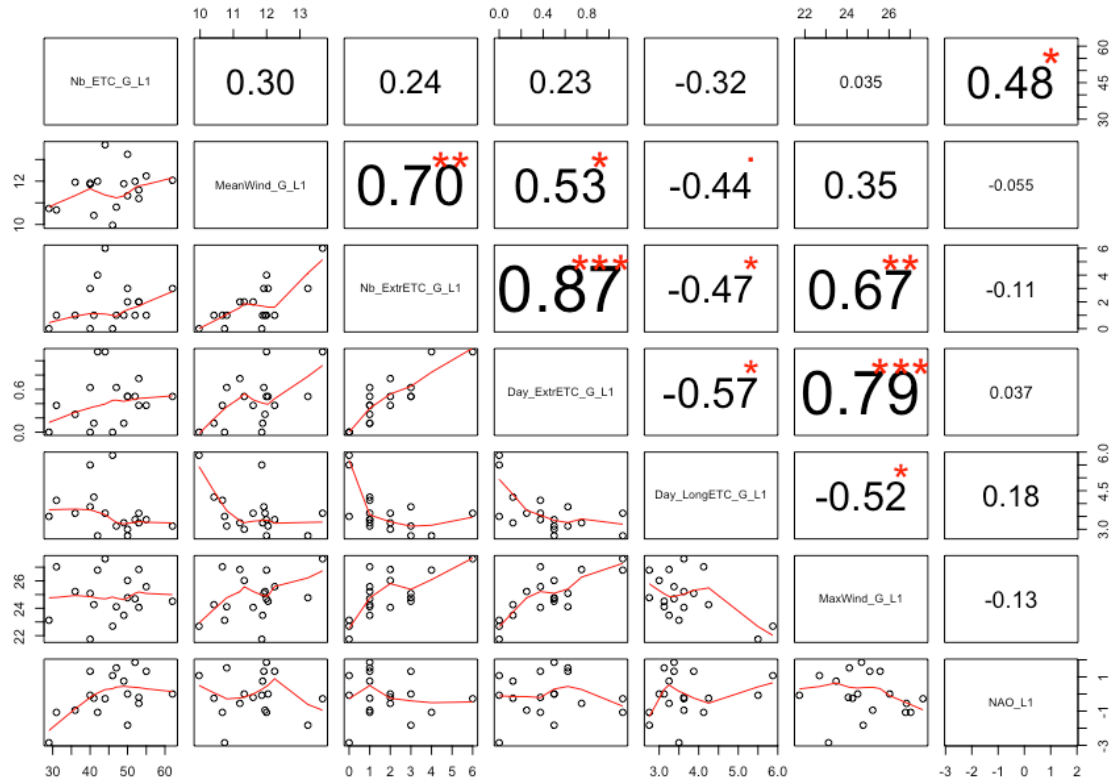 10 11 12 13 0.0 0.4 0.8 22 24 26
Nb_ETC_G_L1 0.30 0.24 0.23 -0.32 0.035 0.48 * 30 45 60
10 12 MeanWind_G_L1 0.70 ** 0.53 * -0.44 . 0.35 -0.055
Nb_ExtrETC_G_L1 0.87 *** -0.47 * 0.67 ** -0.11 0 2 4 6
0.0 0.6 Day_ExtrETC_G_L1 -0.57 * 0.79 *** 0.037
Day_LongETC_G_L1 -0.52 * 0.18 3.0 4.5 6.0
22 24 26 MaxWind_G_L1 -0.13
NAO_L1 -3 -1 1
30 40 50 60 0 1 2 3 4 5 6 3.0 4.0 5.0 6.0 -3 -2 -1 0 1 2